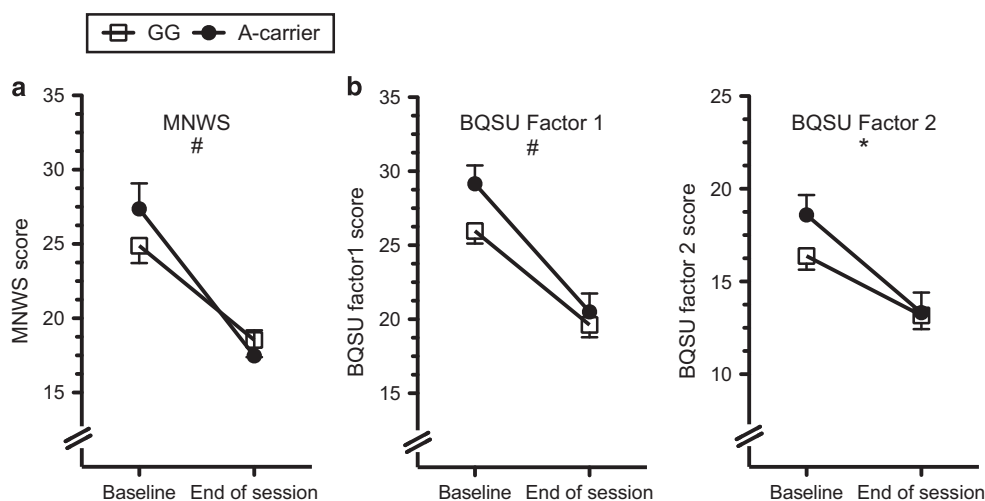 GG A-carrier
a
MNWS
#
MNWS score
35
30
25
20
15
Baseline End of session
b
BQSU Factor 1
#
BQSU factor1 score
35
30
25
20
15
Baseline End of session
BQSU Factor 2
*
BQSU factor 2 score
25
20
15
10
Baseline End of session